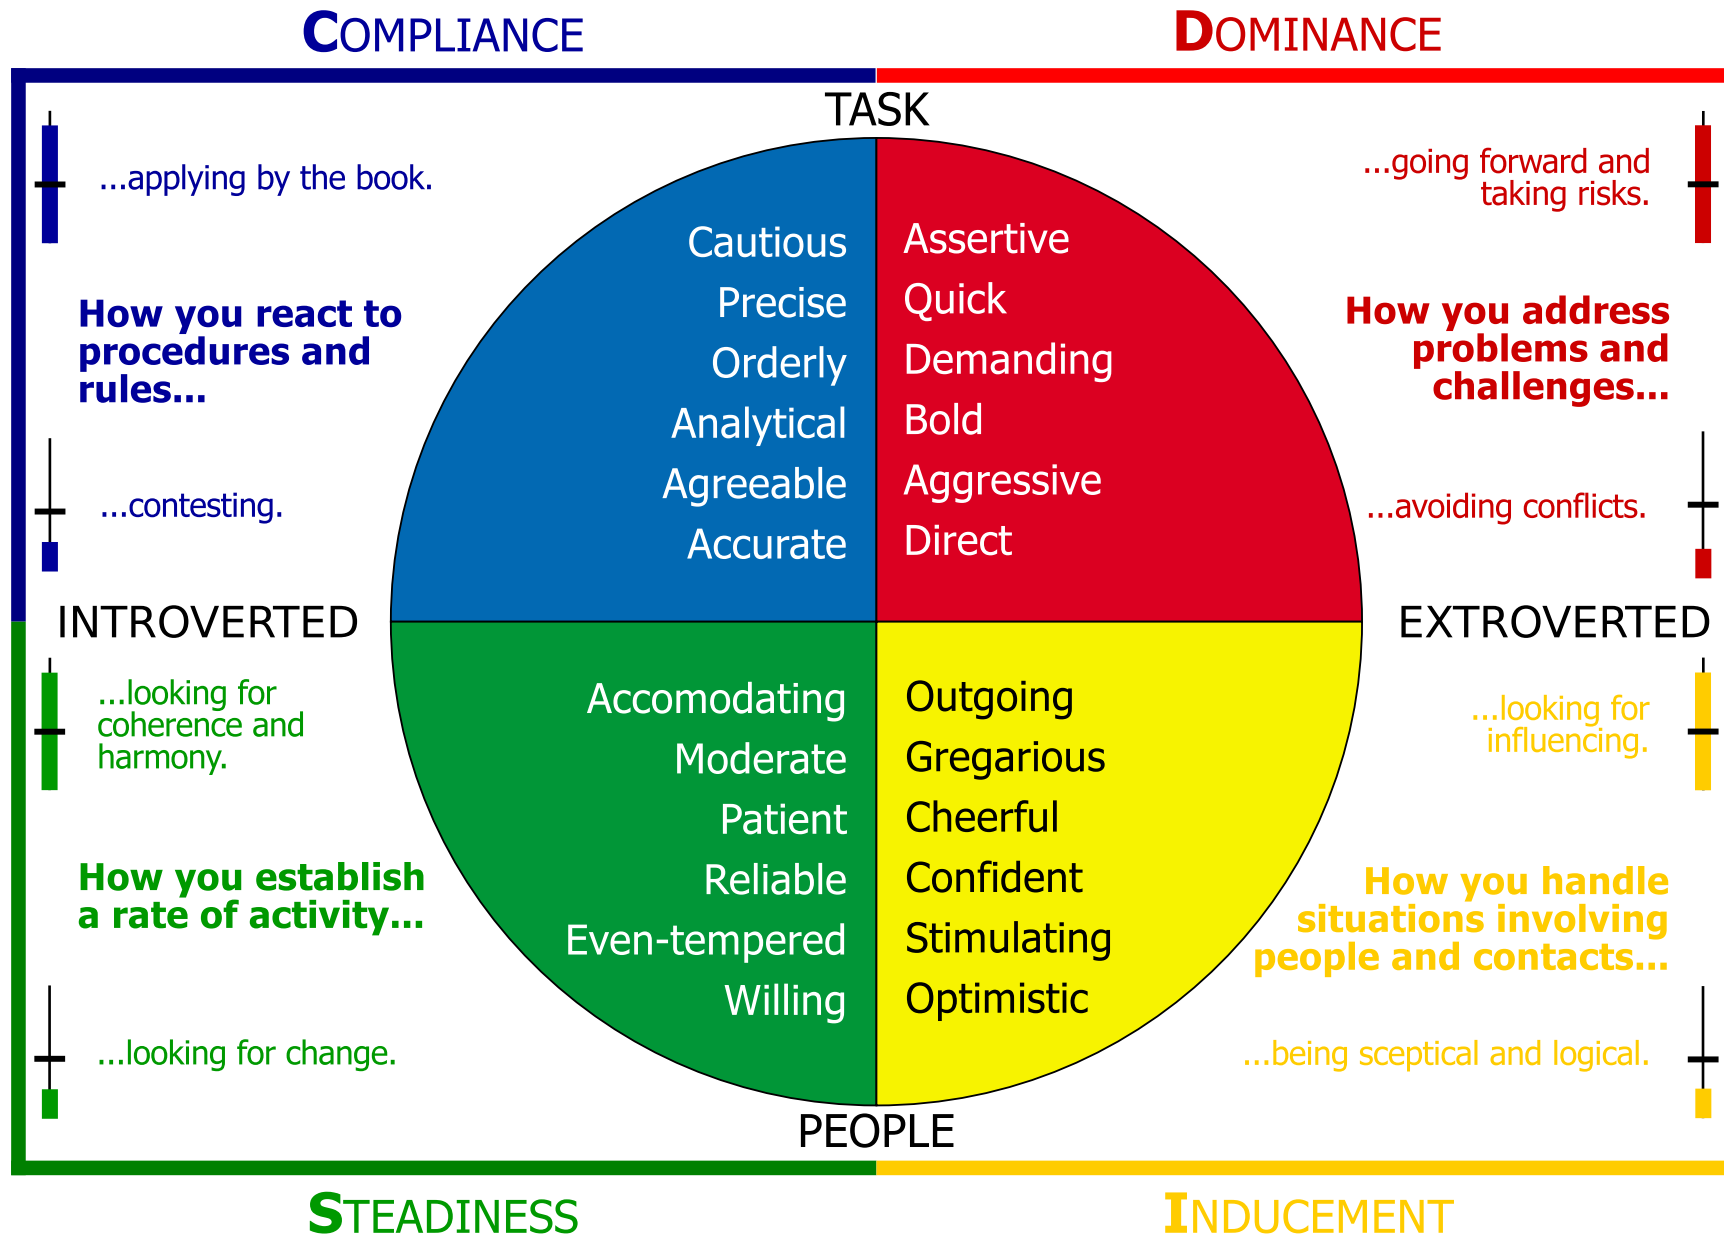 COMPLIANCE
DOMINANCE
TASK
...applying by the book.
How you react to
procedures and
rules...
...contesting.
Cautious
Precise
Orderly
Analytical
Agreeable
Accurate
Assertive
Quick
Demanding
Bold
Aggressive
Direct
...going forward and
taking risks.
How you address
problems and
challenges...
...avoiding conflicts.
INTROVERTED
EXTROVERTED
...looking for
coherence and
harmony.
How you establish
a rate of activity...
...looking for change.
Accomodating
Moderate
Patient
Reliable
Even-tempered
Willing
Outgoing
Gregarious
Cheerful
Confident
Stimulating
Optimistic
...looking for
influencing.
How you handle
situations involving
people and contacts...
...being sceptical and logical.
PEOPLE
STEADINESS
INDUCEMENT